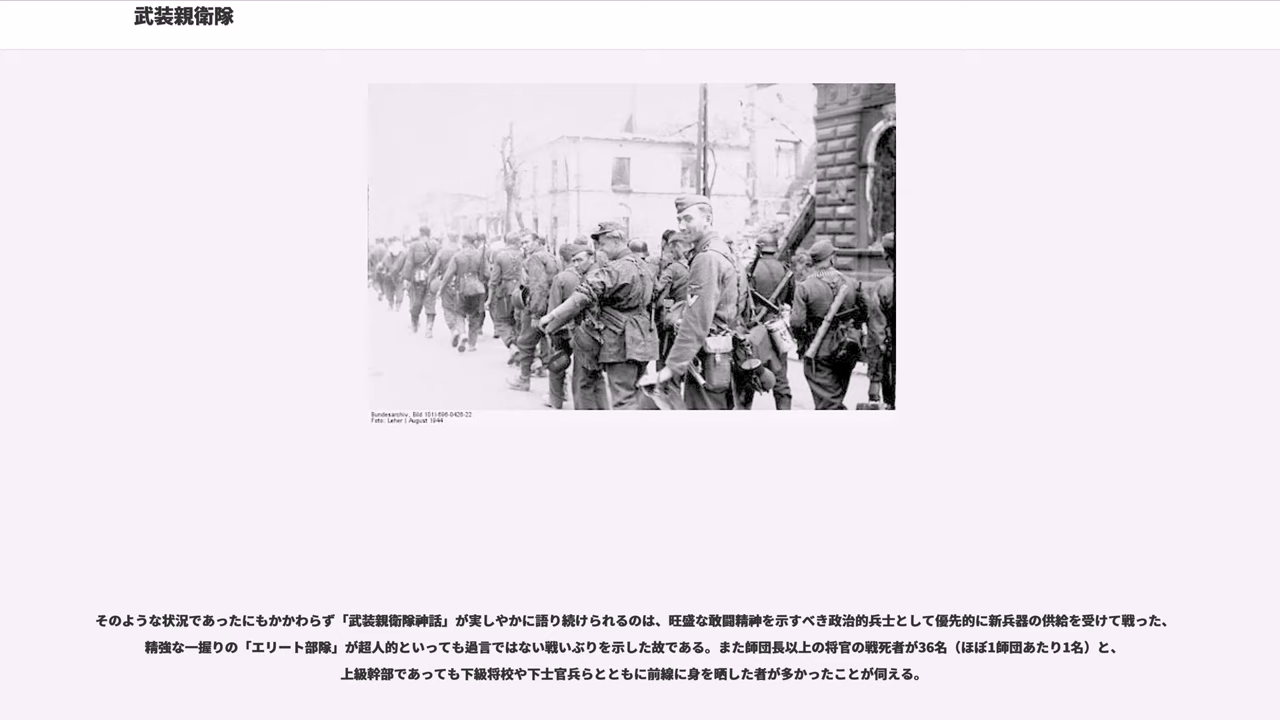 武装親衛隊
Bundesarchiv, Bild 101I-696-0426-22
Foto: Leher | August 1944
そのような状況であったにもかかわらず「武装親衛隊神話」が実しやかに語り続けられるのは、旺盛な敢闘精神を示すべき政治的兵士として優先的に新兵器の供給を受けて戦った、
精強な一握りの「エリート部隊」が超人的といっても過言ではない戦いぶりを示した故である。また師団長以上の将官の戦死者が36名（ほぼ1師団あたり1名）と、
上級幹部であっても下級将校や下士官兵らとともに前線に身を晒した者が多かったことが伺える。